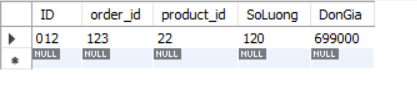 ID order_id product_id SoLuong DonGia
012 123 22 120 699000
NULL NULL NULL NULL NULL